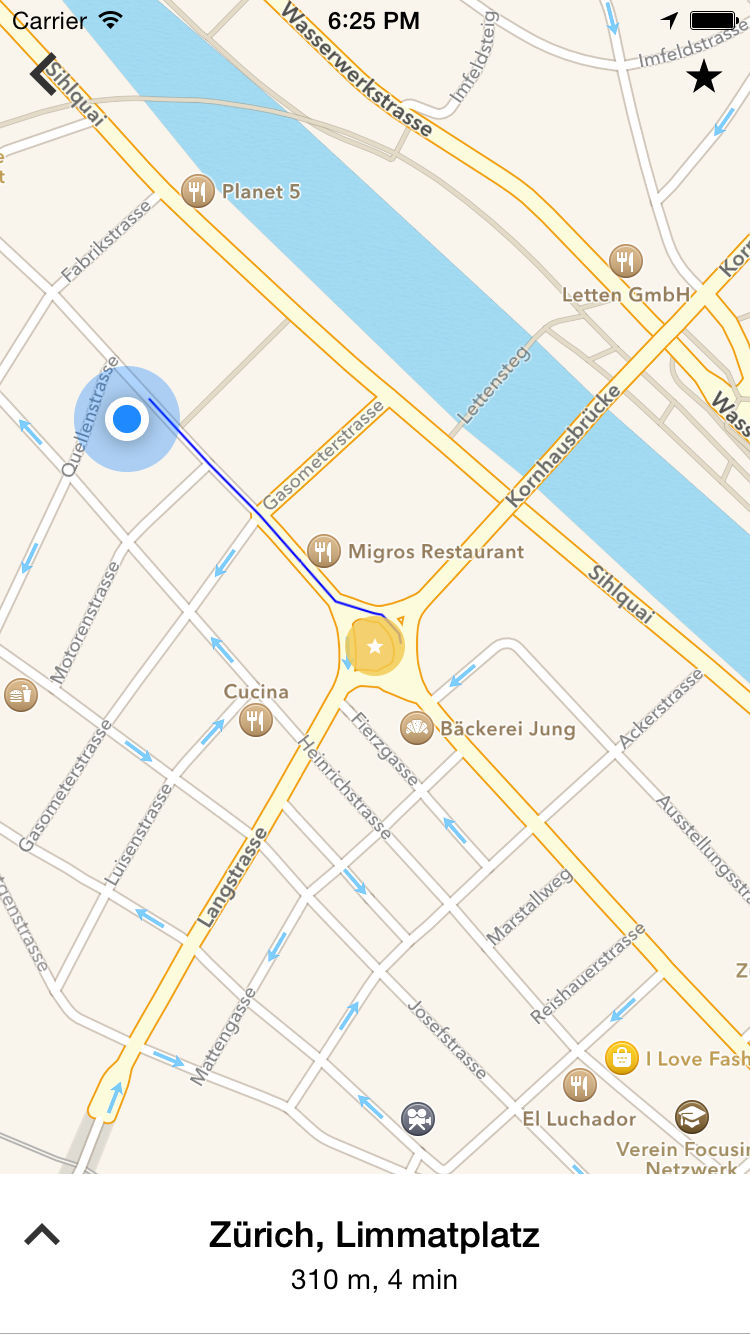 Carrier
6:25 PM
Wasserwerkstrasse
Imfeldsteig
Imfeldstrasse
Sihlquai
Planet 5
Fabrikstrasse
Letten GmbH
Quellenstrasse
Lettensteg
Gasometerstrasse
Kornhausbrücke
Migros Restaurant
Sihlquai
Motorenstrasse
Cucina
Fierzgasse
Bäckerei Jung
Ackerstrasse
Heinrichstrasse
Gasometerstrasse
Luisenstrasse
Langstrasse
Marstallweg
Reishauerstrasse
Mattengasse
Josefstrasse
I Love Fash
El Luchador
Verein Focusin
Netzwerk
Zürich, Limmatplatz
310 m, 4 min